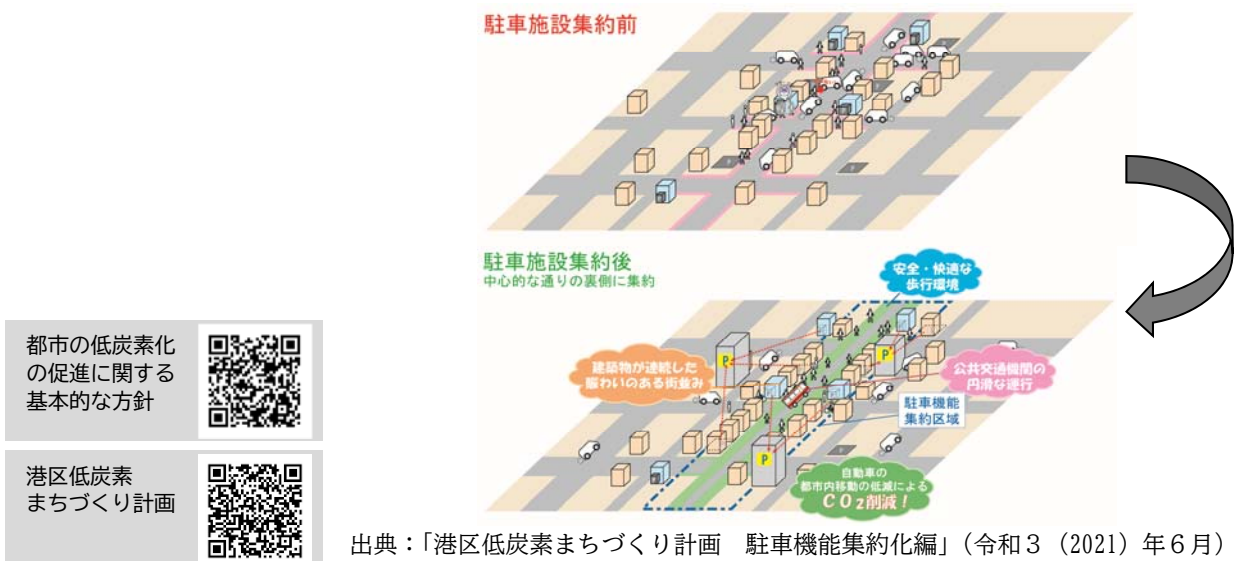 駐車施設集約前
駐車施設集約後
中心的な通りの裏側に集約
安全・快適な
歩行環境
建築物が連続した
賑わいのある街並み
P
P
公共交通機関の
円滑な運行
駐車機能
集約区域
P
自動車の
都市内移動の低減による
CO2削減!
都市の低炭素化
の促進に関する
基本的な方針
港区低炭素
まちづくり計画
出典:「港区低炭素まちづくり計画 駐車機能集約化編」(令和3(2021)年6月)